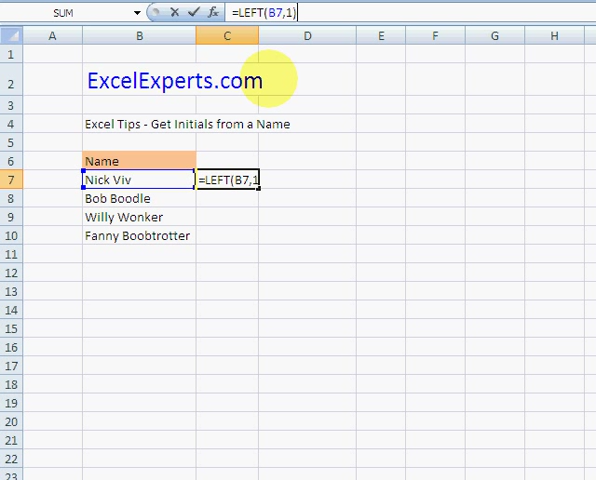 SUM =LEFT(B7,1)
A B C D E F G H
1
2 ExcelExperts.com
3
4 Excel Tips - Get Initials from a Name
5
6 Name
7 Nick Viv =LEFT(B7,1
8 Bob Boodle
9 Willy Wonker
10 Fanny Boobtrotter
11
12
13
14
15
16
17
18
19
20
21
22
23